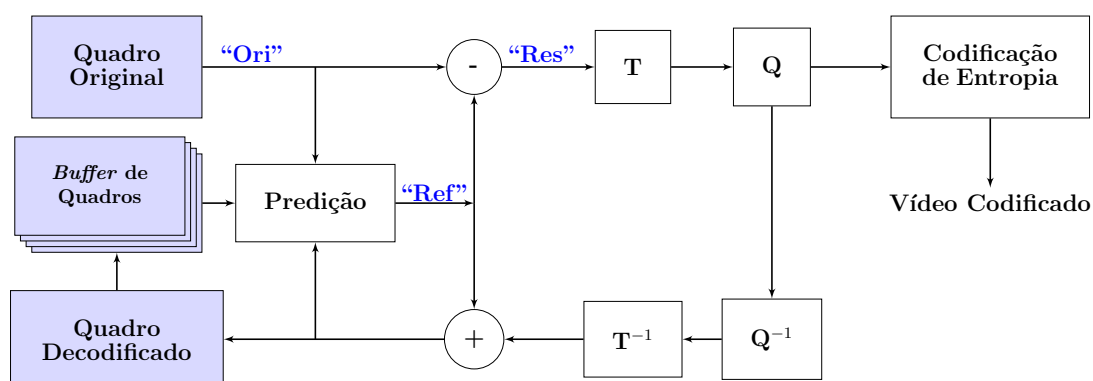 Quadro
Original
“Ori”
-
“Res”
T
Q
Codificação
de Entropia
Buffer de
Quadros
Predição
“Ref”
Vídeo Codificado
Quadro
Decodificado
+
T⁻¹
Q⁻¹